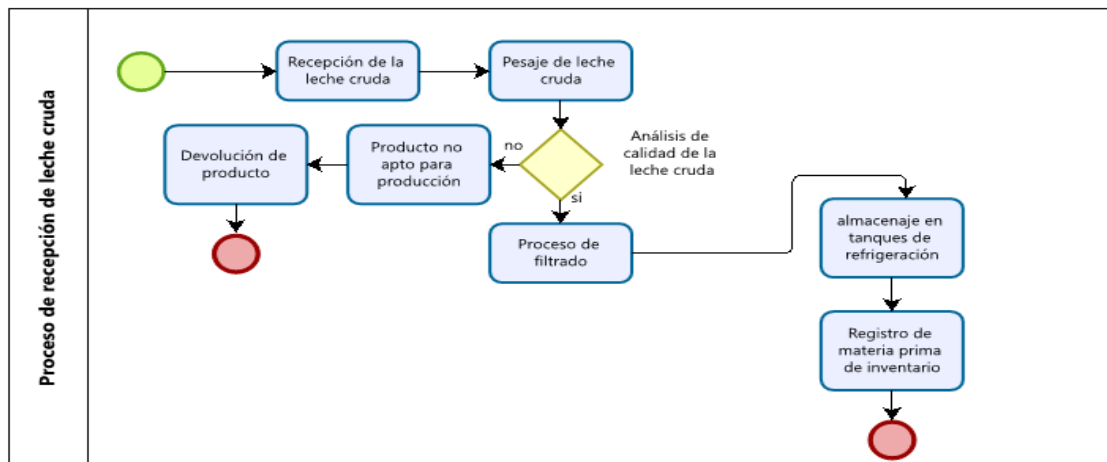 Proceso de recepción de leche cruda
Recepción de la
leche cruda
Pesaje de leche
cruda
Análisis de
calidad de la
leche cruda
no
si
Producto no
apto para
producción
Devolución de
producto
Proceso de
filtrado
almacenaje en
tanques de
refrigeración
Registro de
materia prima
de inventario